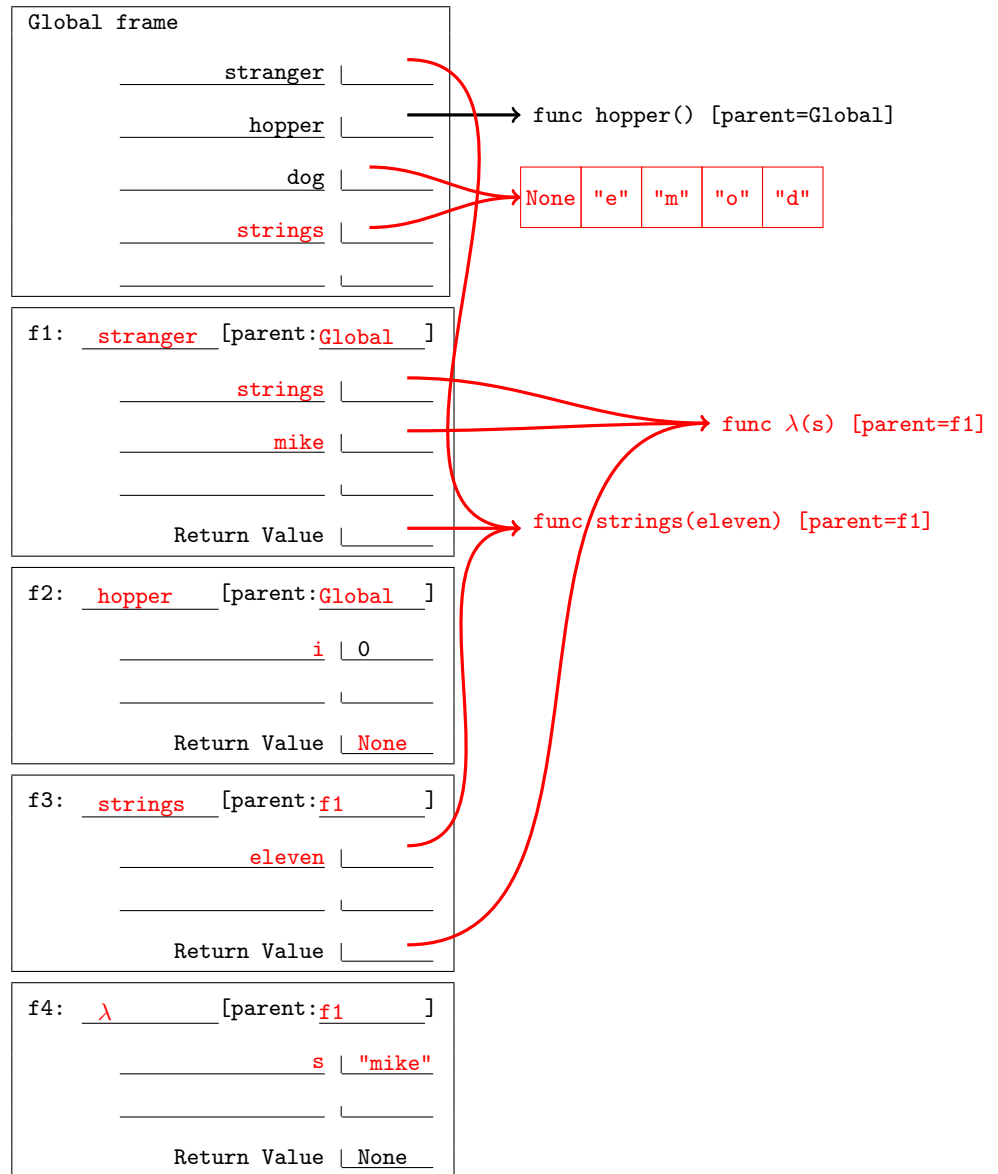 Global frame
stranger
hopper
func hopper() [parent=Global]
dog
None "e" "m" "o" "d"
strings
f1: stranger [parent:Global ]
strings
mike
func λ(s) [parent=f1]
Return Value
func strings(eleven) [parent=f1]
f2: hopper [parent:Global ]
i 0
Return Value None
f3: strings [parent:f1 ]
eleven
Return Value
f4: λ [parent:f1 ]
s "mike"
Return Value None